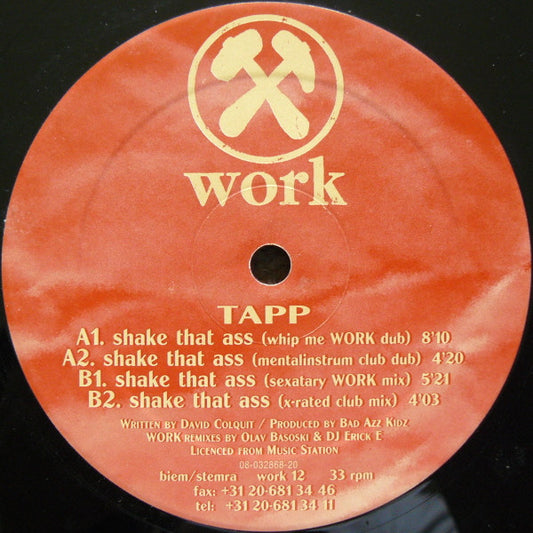 work
TAPP
A1. shake that ass (whip me WORK dub) 8'10
A2. shake that ass (mentalinstrum club dub) 4'20
B1. shake that ass (sexatary WORK mix) 5'21
B2. shake that ass (x-rated club mix) 4'03
WRITTEN BY DAVID COLQUIT / PRODUCED BY BAD AZZ KIDZ
WORK REMIXES BY OLAV BASOSKI & DJ ERICK E
LICENCED FROM MUSIC STATION
08-032868-20
biem/stemra work 12 33 rpm
fax: +31 20-681 34 46
tel: +31 20-681 34 11